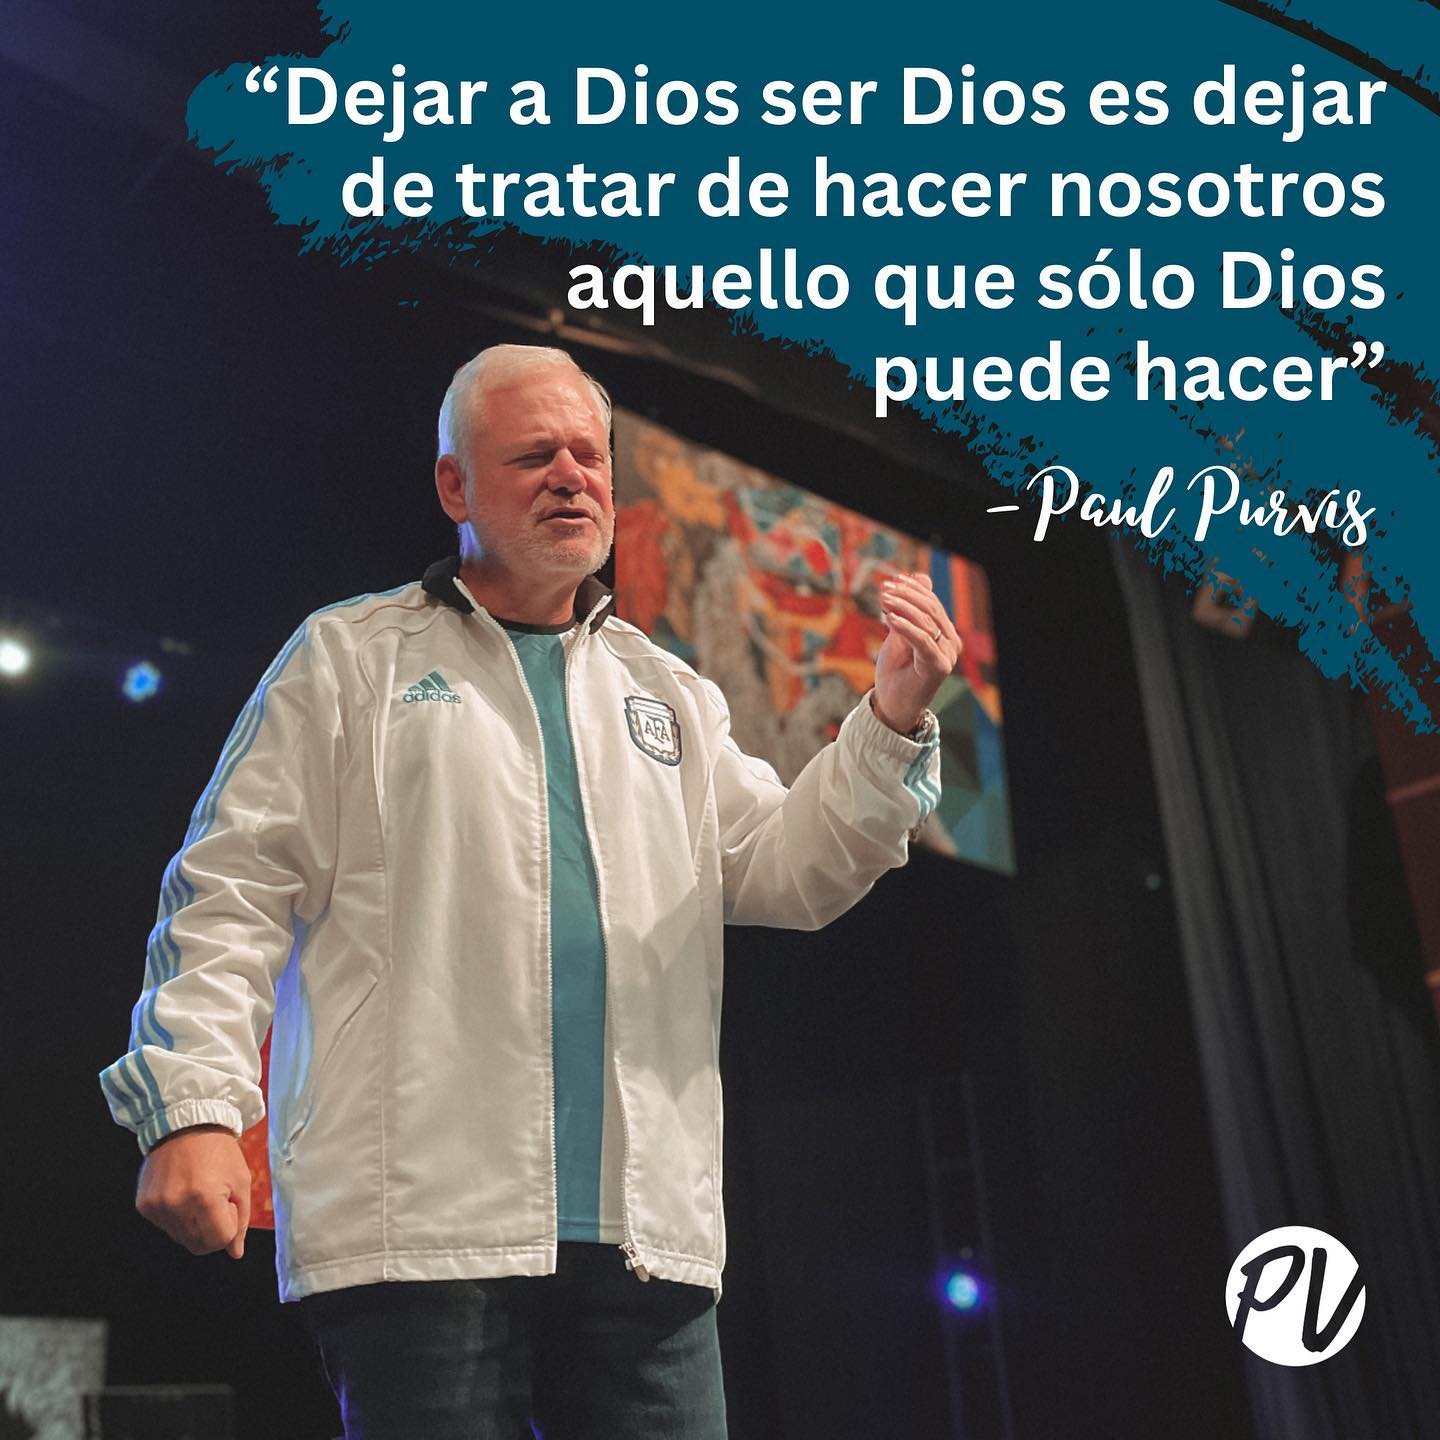 “Dejar a Dios ser Dios es dejar
de tratar de hacer nosotros
aquello que sólo Dios
puede hacer”
-Paul Purvis
adidas
AFA
PV